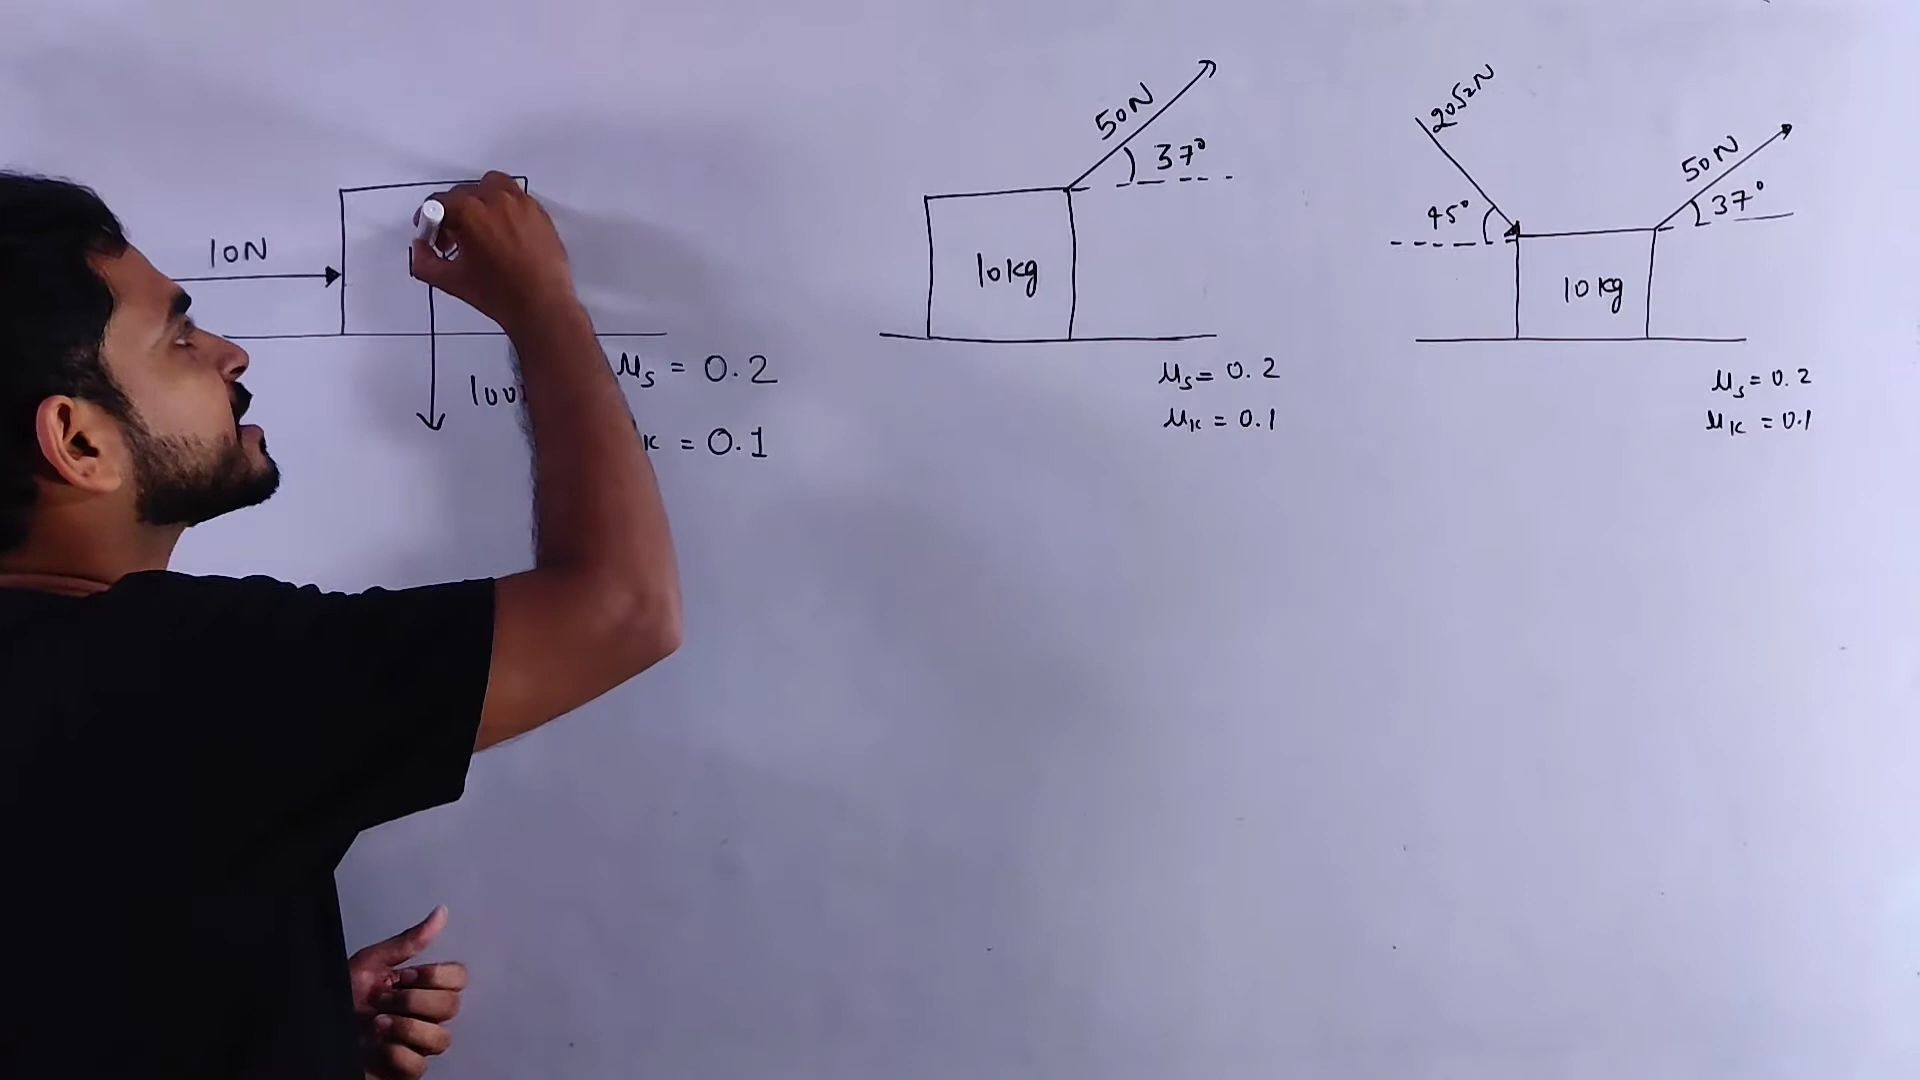 10N
μs = 0.2
K = 0.1
50N
37°
10kg
μs = 0.2
μK = 0.1
20√2N
45°
50N
37°
10kg
μs = 0.2
μK = 0.1